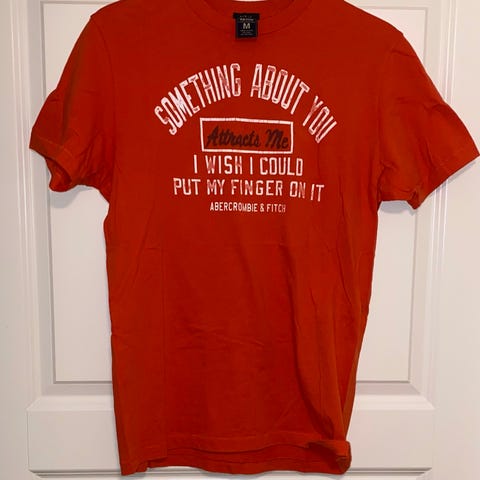 M
SOMETHING ABOUT YOU
Attracts Me
I WISH I COULD
PUT MY FINGER ON IT
ABERCROMBIE & FITCH